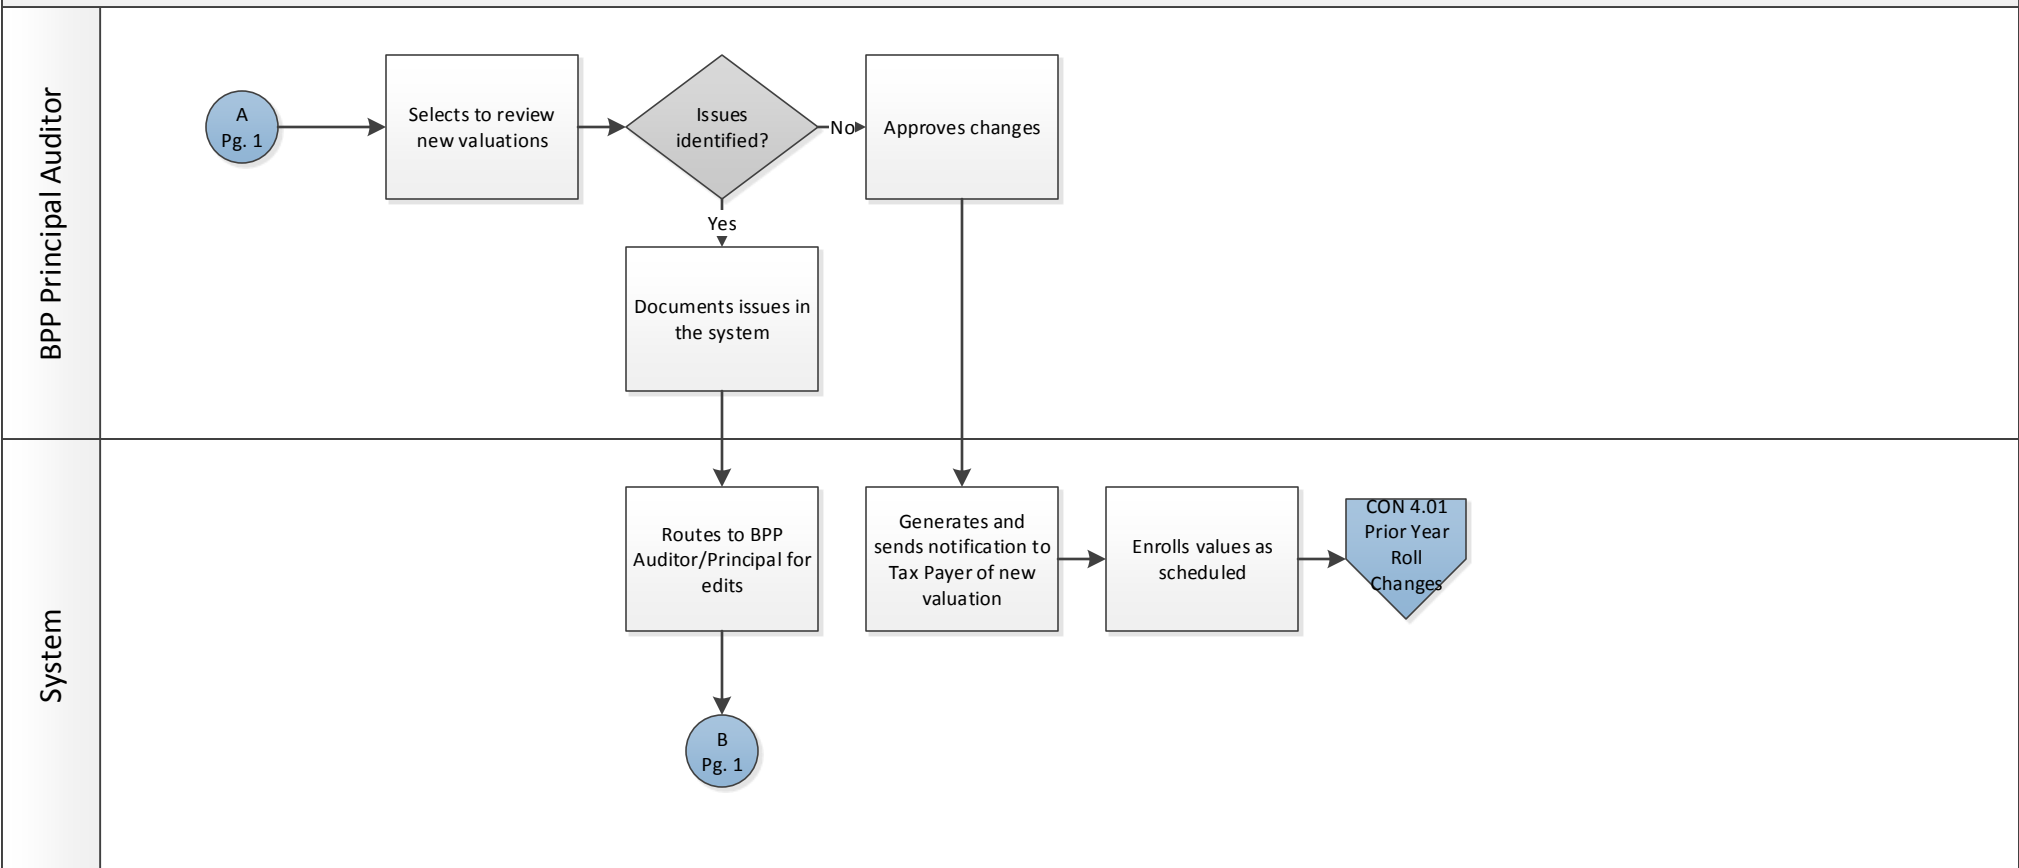 BPP Principal Auditor
A
Pg. 1
Selects to review
new valuations
Issues
identified?
No
Approves changes
Yes
Documents issues in
the system
System
Routes to BPP
Auditor/Principal for
edits
Generates and
sends notification to
Tax Payer of new
valuation
Enrolls values as
scheduled
CON 4.01
Prior Year
Roll
Changes
B
Pg. 1